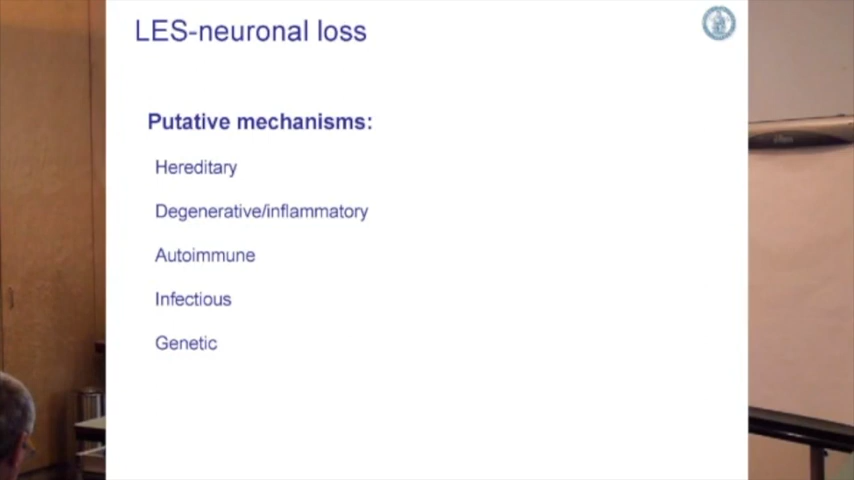 LES-neuronal loss
Putative mechanisms:
Hereditary
Degenerative/inflammatory
Autoimmune
Infectious
Genetic